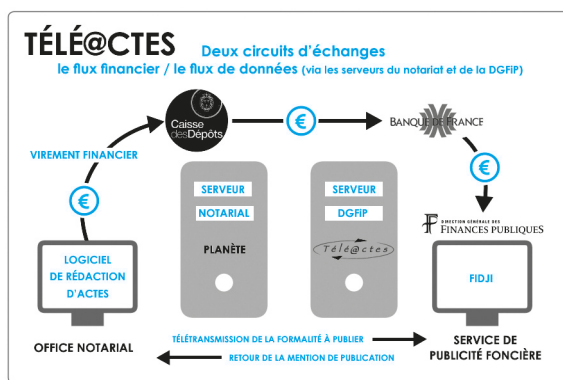 TÉLÉ@CTES
Deux circuits d'échanges
le flux financier / le flux de données (via les serveurs du notariat et de la DGFiP)
Caisse
desDépôts
€
BANQUE DE FRANCE
VIREMENT FINANCIER
€
€
SERVEUR
NOTARIAL
PLANÈTE
SERVEUR
DGFiP
Télé@ctes
DIRECTION GÉNÉRALE DES
FINANCES PUBLIQUES
LOGICIEL
DE RÉDACTION
D'ACTES
FIDJI
OFFICE NOTARIAL
TÉLÉTRANSMISSION DE LA FORMALITÉ À PUBLIER
RETOUR DE LA MENTION DE PUBLICATION
SERVICE DE
PUBLICITÉ FONCIÈRE